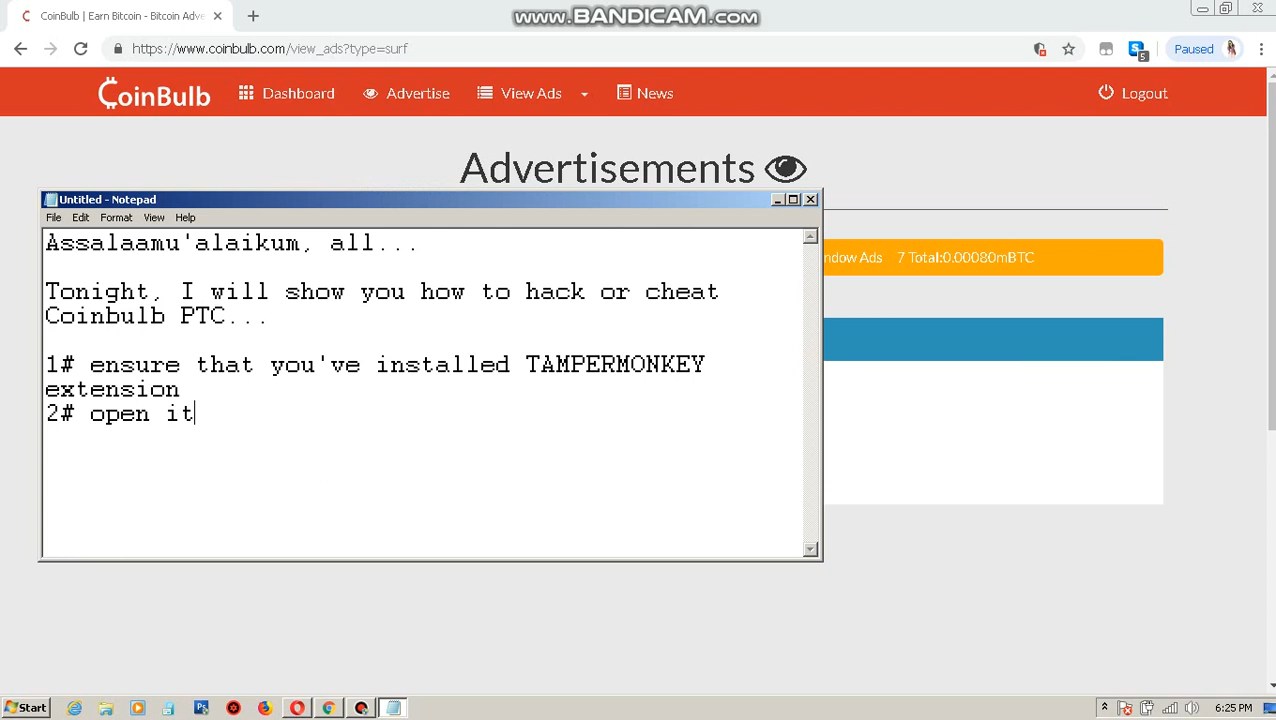 CoinBulb | Earn Bitcoin - Bitcoin Adve
www.BANDICAM.com
https://www.coinbulb.com/view_ads?type=surf
5
Paused
CoinBulb Dashboard Advertise View Ads News Logout
Advertisements
Untitled - Notepad
File Edit Format View Help
Assalaamu'alaikum, all...
ndow Ads 7 Total:0.00080mBTC
Tonight, I will show you how to hack or cheat
Coinbulb PTC...
1# ensure that you've installed TAMPERMONKEY
extension
2# open it
Start
6:25 PM